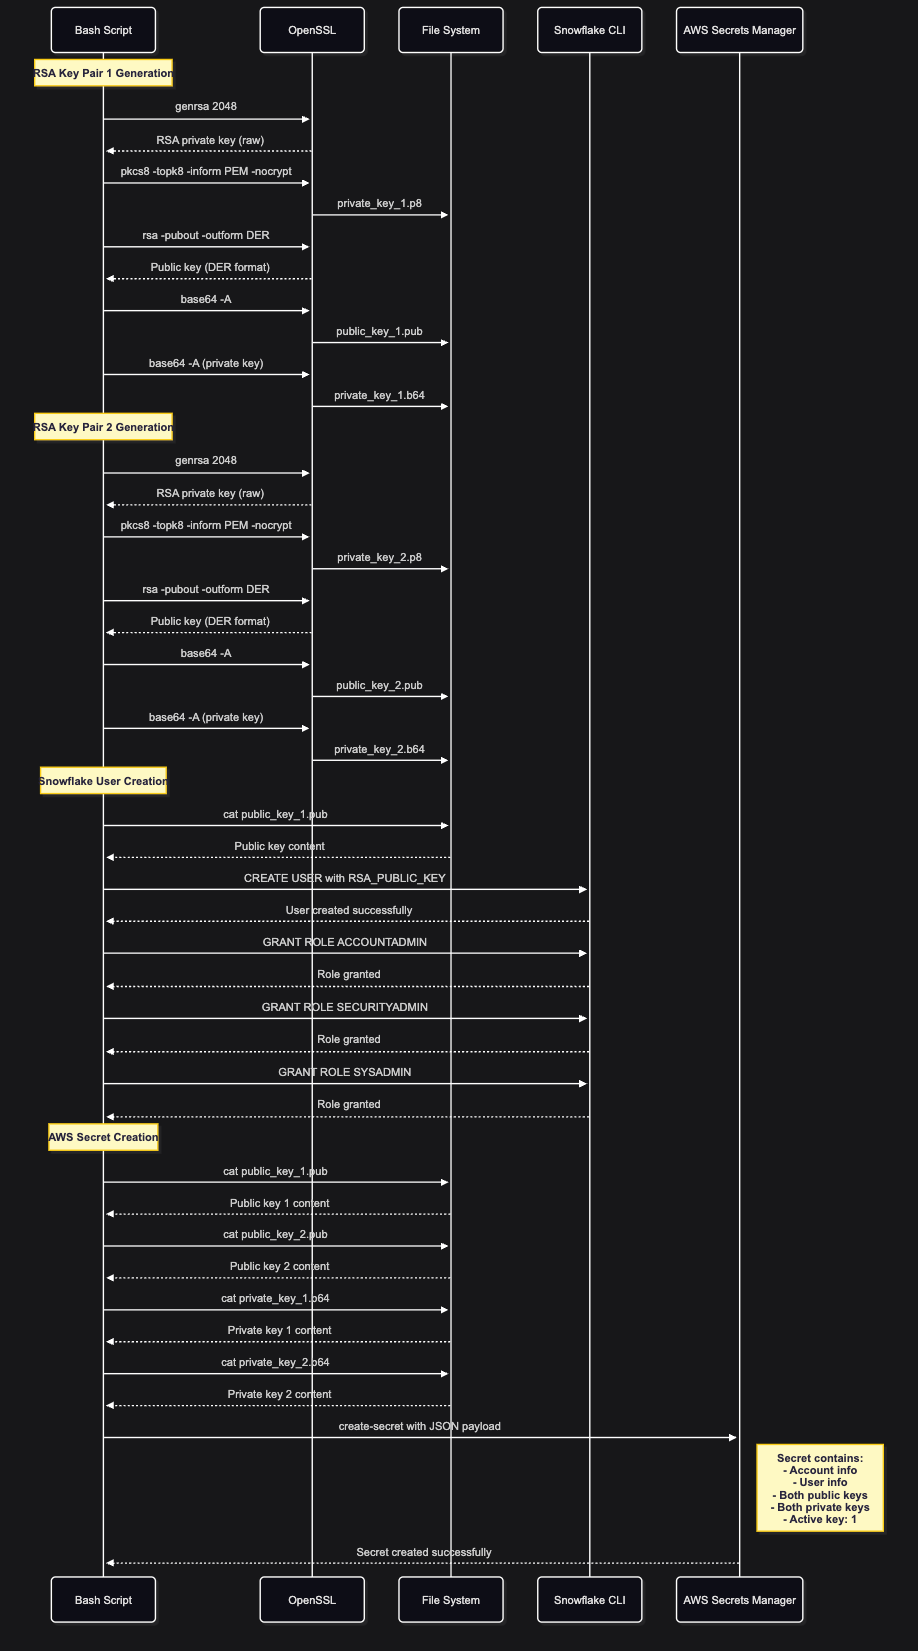 Bash Script
OpenSSL
File System
Snowflake CLI
AWS Secrets Manager
RSA Key Pair 1 Generation
genrsa 2048
RSA private key (raw)
pkcs8 -topk8 -inform PEM -nocrypt
private_key_1.p8
rsa -pubout -outform DER
Public key (DER format)
base64 -A
public_key_1.pub
base64 -A (private key)
private_key_1.b64
RSA Key Pair 2 Generation
genrsa 2048
RSA private key (raw)
pkcs8 -topk8 -inform PEM -nocrypt
private_key_2.p8
rsa -pubout -outform DER
Public key (DER format)
base64 -A
public_key_2.pub
base64 -A (private key)
private_key_2.b64
Snowflake User Creation
cat public_key_1.pub
Public key content
CREATE USER with RSA_PUBLIC_KEY
User created successfully
GRANT ROLE ACCOUNTADMIN
Role granted
GRANT ROLE SECURITYADMIN
Role granted
GRANT ROLE SYSADMIN
Role granted
AWS Secret Creation
cat public_key_1.pub
Public key 1 content
cat public_key_2.pub
Public key 2 content
cat private_key_1.b64
Private key 1 content
cat private_key_2.b64
Private key 2 content
create-secret with JSON payload
Secret contains:
- Account info
- User info
- Both public keys
- Both private keys
- Active key: 1
Secret created successfully
Bash Script
OpenSSL
File System
Snowflake CLI
AWS Secrets Manager